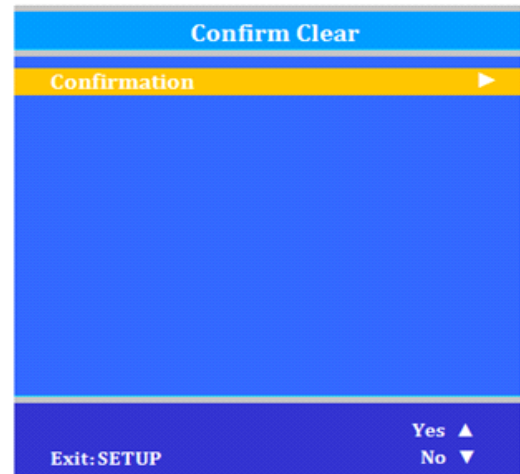 Confirm Clear
Confirmation ►
Yes ▲
Exit:SETUP No ▼